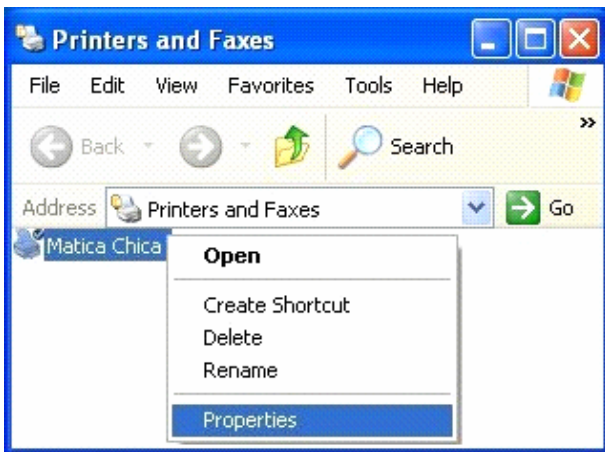 Printers and Faxes
File Edit View Favorites Tools Help
Back Search »
Address Printers and Faxes Go
Matica Chica
Open
Create Shortcut
Delete
Rename
Properties